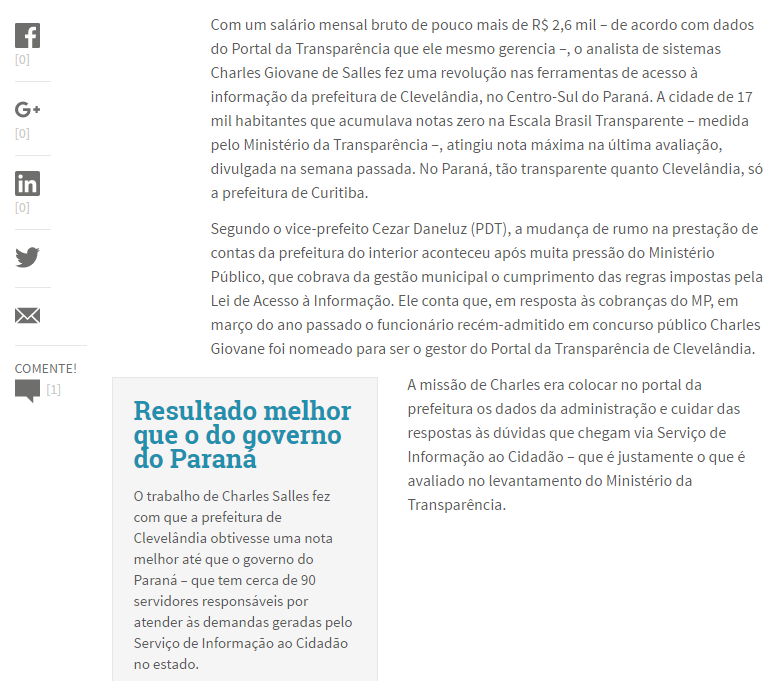 Com um salário mensal bruto de pouco mais de R$ 2,6 mil – de acordo com dados
do Portal da Transparência que ele mesmo gerencia –, o analista de sistemas
Charles Giovane de Salles fez uma revolução nas ferramentas de acesso à
informação da prefeitura de Clevelândia, no Centro-Sul do Paraná. A cidade de 17
mil habitantes que acumulava notas zero na Escala Brasil Transparente – medida
pelo Ministério da Transparência –, atingiu nota máxima na última avaliação,
divulgada na semana passada. No Paraná, tão transparente quanto Clevelândia, só
a prefeitura de Curitiba.
Segundo o vice-prefeito Cezar Daneluz (PDT), a mudança de rumo na prestação de
contas da prefeitura do interior aconteceu após muita pressão do Ministério
Público, que cobrava da gestão municipal o cumprimento das regras impostas pela
Lei de Acesso à Informação. Ele conta que, em resposta às cobranças do MP, em
março do ano passado o funcionário recém-admitido em concurso público Charles
Giovane foi nomeado para ser o gestor do Portal da Transparência de Clevelândia.
A missão de Charles era colocar no portal da
prefeitura os dados da administração e cuidar das
respostas às dúvidas que chegam via Serviço de
Informação ao Cidadão – que é justamente o que é
avaliado no levantamento do Ministério da
Transparência.
Resultado melhor
que o do governo
do Paraná
O trabalho de Charles Salles fez
com que a prefeitura de
Clevelândia obtivesse uma nota
melhor até que o governo do
Paraná – que tem cerca de 90
servidores responsáveis por
atender às demandas geradas pelo
Serviço de Informação ao Cidadão
no estado.
[0]
G+
[0]
in
[0]
COMENTE!
[1]